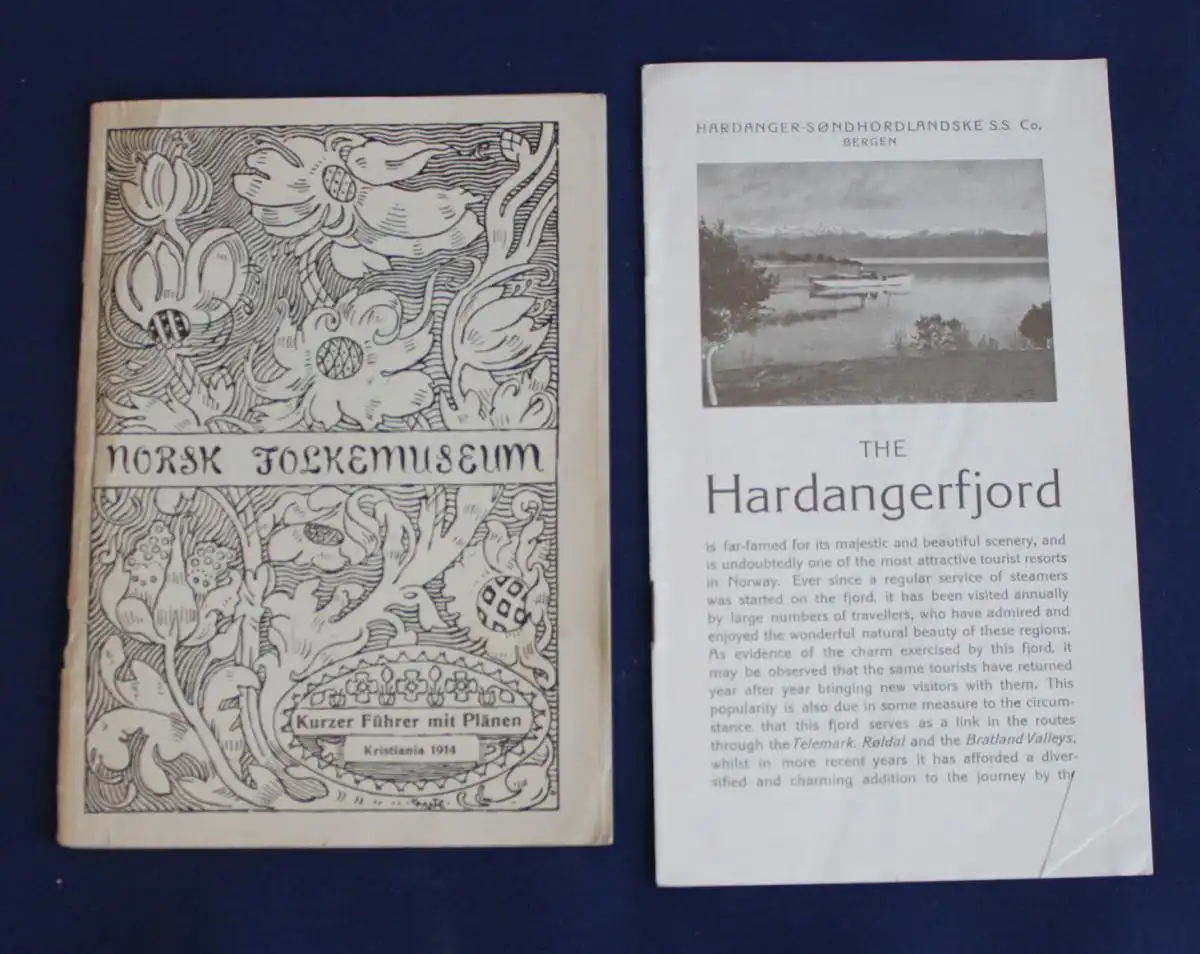 NORSK FOLKEMUSEUM
Kurzer Führer mit Plänen
Kristiania 1914
HARDANGER-SØNDHORDLANDSKE S.S. Co,
BERGEN
THE
Hardangerfjord
is far-famed for its majestic and beautiful scenery, and
is undoubtedly one of the most attractive tourist resorts
in Norway. Ever since a regular service of steamers
was started on the fjord, it has been visited annually
by large numbers of travellers, who have admired and
enjoyed the wonderful natural beauty of these regions.
As evidence of the charm exercised by this fjord, it
may be observed that the same tourists have returned
year after year bringing new visitors with them. This
popularity is also due in some measure to the circum-
stance that this fjord serves as a link in the routes
through the Telemark, Røldal and the Bratland Valleys,
whilst in more recent years it has afforded a diver-
sified and charming addition to the journey by the